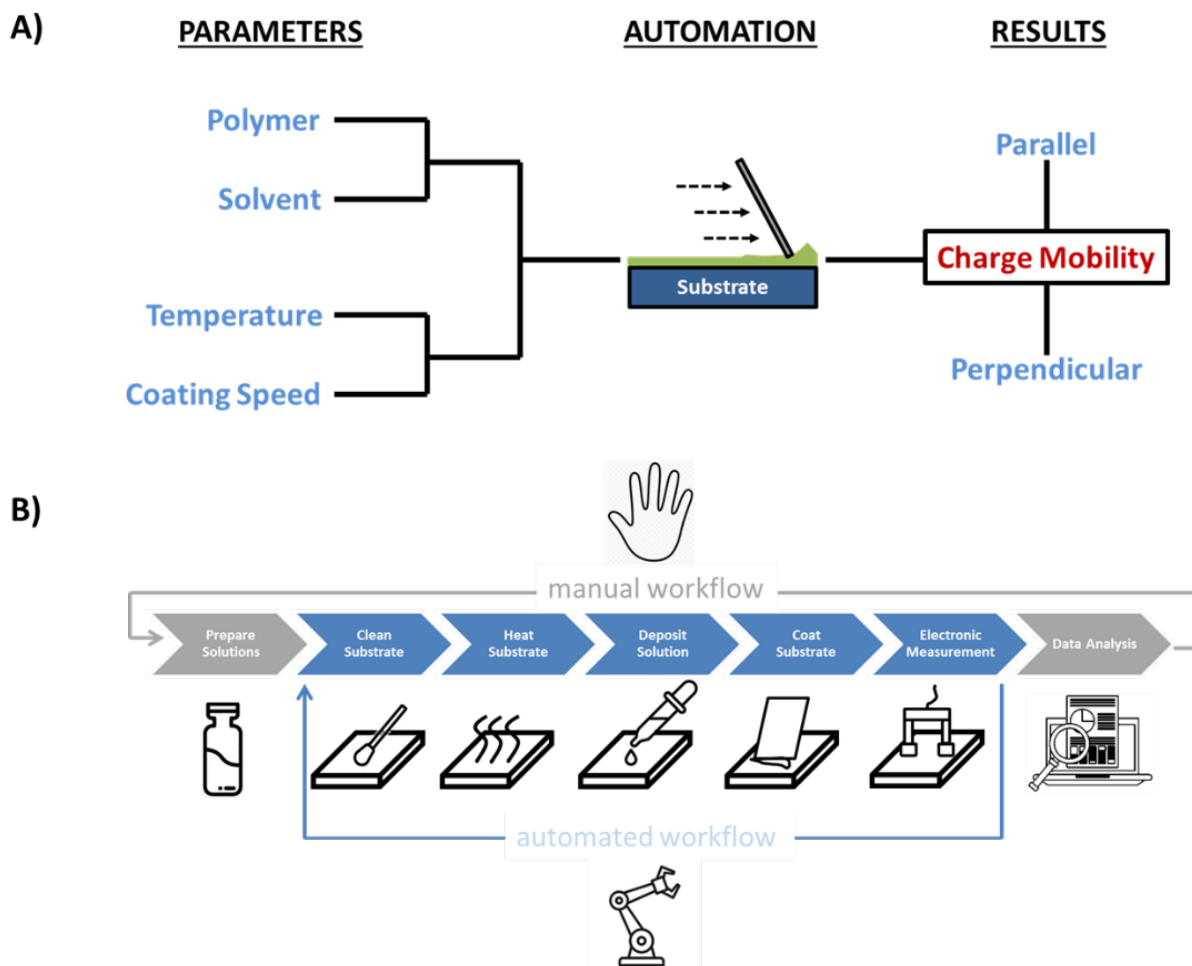 A)
PARAMETERS
AUTOMATION
RESULTS
Polymer
Solvent
Temperature
Coating Speed
Substrate
Parallel
Charge Mobility
Perpendicular
B)
manual workflow
Prepare
Solutions
Clean
Substrate
Heat
Substrate
Deposit
Solution
Coat
Substrate
Electronic
Measurement
Data Analysis
automated workflow